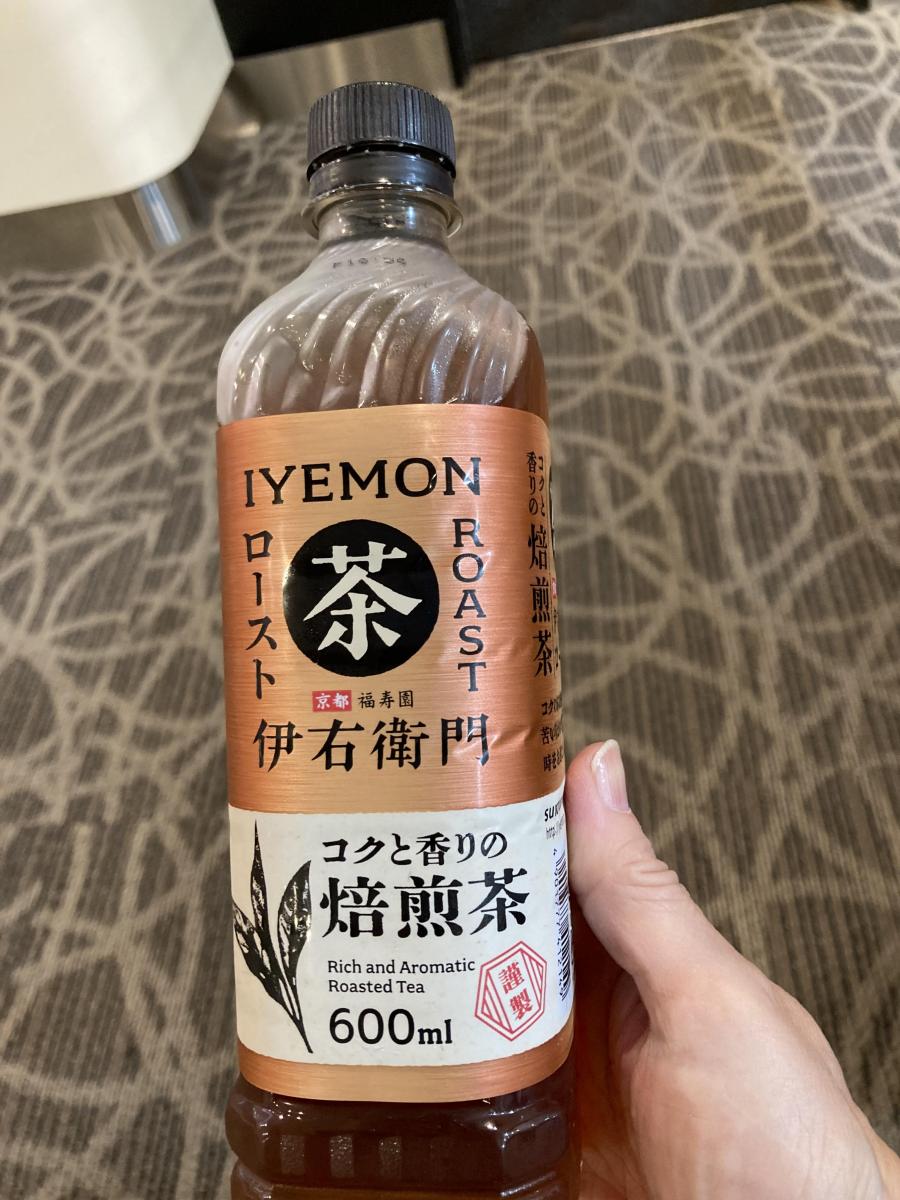 IYEMON
ロースト
茶
ROAST
京都 福寿園
伊右衛門
コクと香りの
焙煎茶
Rich and Aromatic
Roasted Tea
600ml
謹製
コクと
香りの
焙煎茶